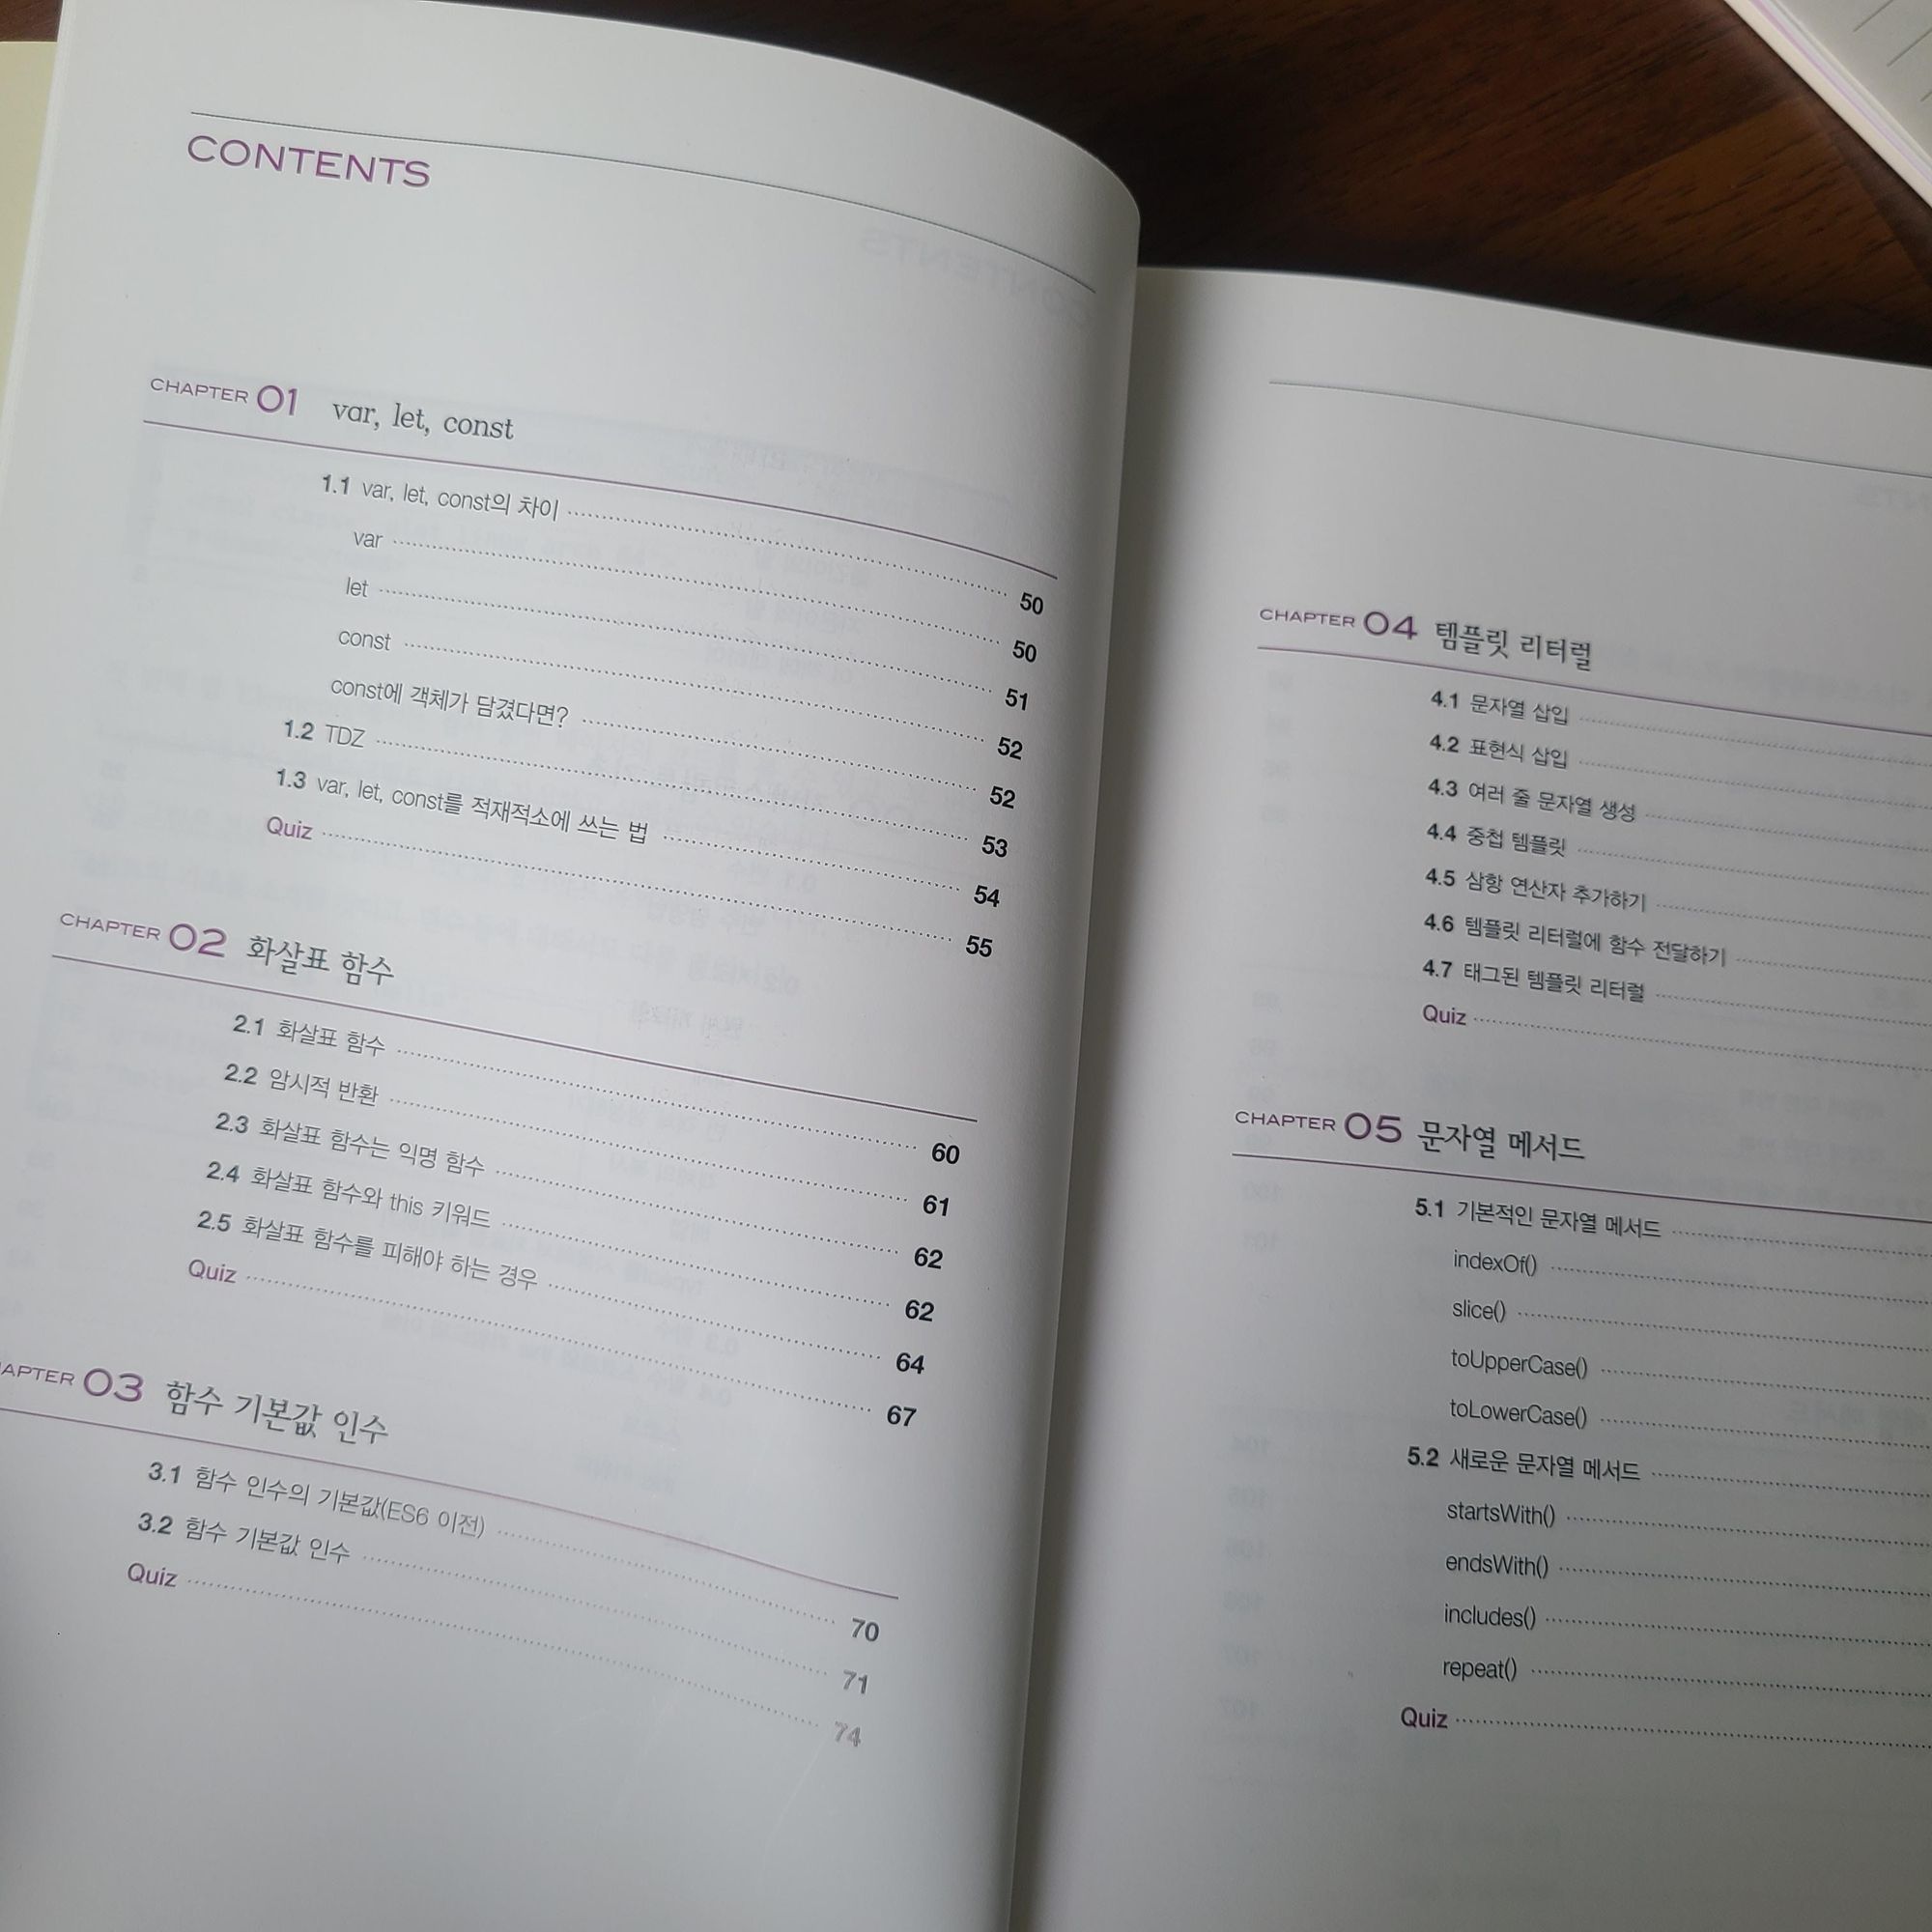 CONTENTS
CHAPTER 01 var, let, const
1.1 var, let, const의 차이 50
var 50
let 51
const 52
const에 객체가 담겼다면? 52
1.2 TDZ 53
1.3 var, let, const를 적재적소에 쓰는 법 54
Quiz 55
CHAPTER 02 화살표 함수
2.1 화살표 함수 60
2.2 암시적 반환 61
2.3 화살표 함수는 익명 함수 62
2.4 화살표 함수와 this 키워드 62
2.5 화살표 함수를 피해야 하는 경우 64
Quiz 67
APTER 03 함수 기본값 인수
3.1 함수 인수의 기본값(ES6 이전) 70
3.2 함수 기본값 인수 71
Quiz 74
CHAPTER 04 템플릿 리터럴
4.1 문자열 삽입
4.2 표현식 삽입
4.3 여러 줄 문자열 생성
4.4 중첩 템플릿
4.5 삼항 연산자 추가하기
4.6 템플릿 리터럴에 함수 전달하기
4.7 태그된 템플릿 리터럴
Quiz
CHAPTER 05 문자열 메서드
5.1 기본적인 문자열 메서드
indexOf()
slice()
toUpperCase()
toLowerCase()
5.2 새로운 문자열 메서드
startsWith()
endsWith()
includes()
repeat()
Quiz